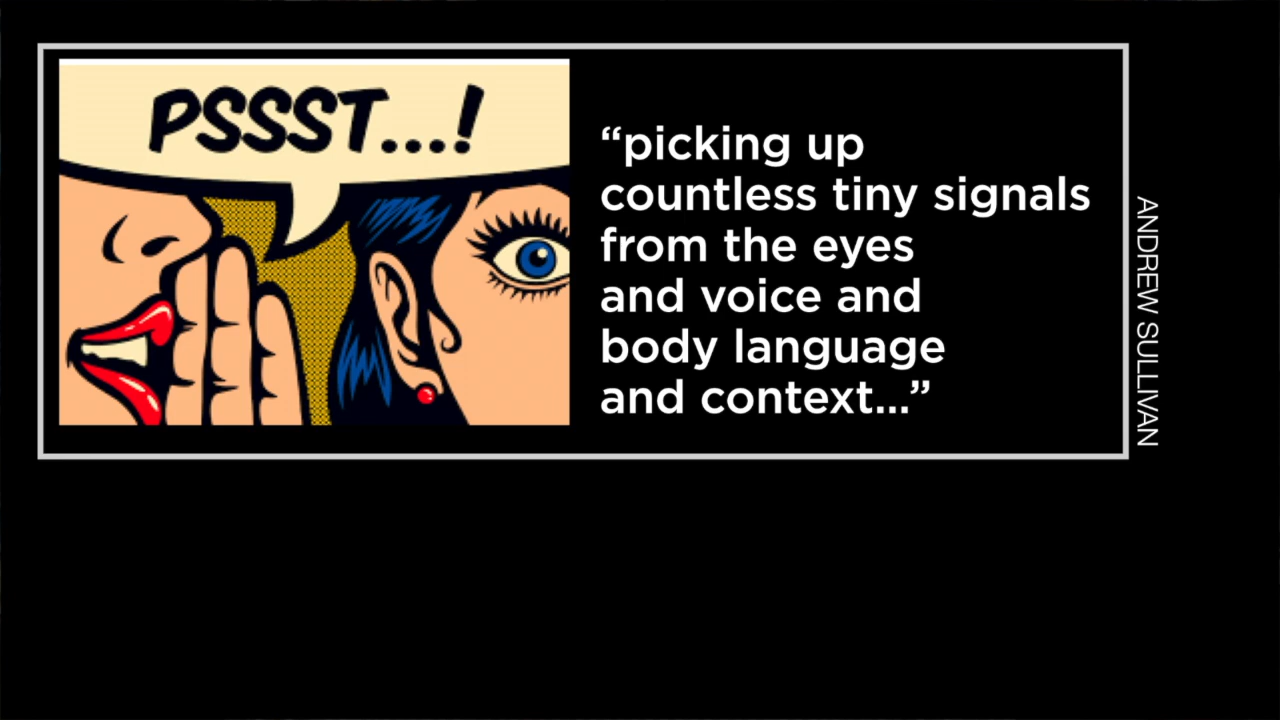 PSSST...!
“picking up
countless tiny signals
from the eyes
and voice and
body language
and context...”
ANDREW SULLIVAN